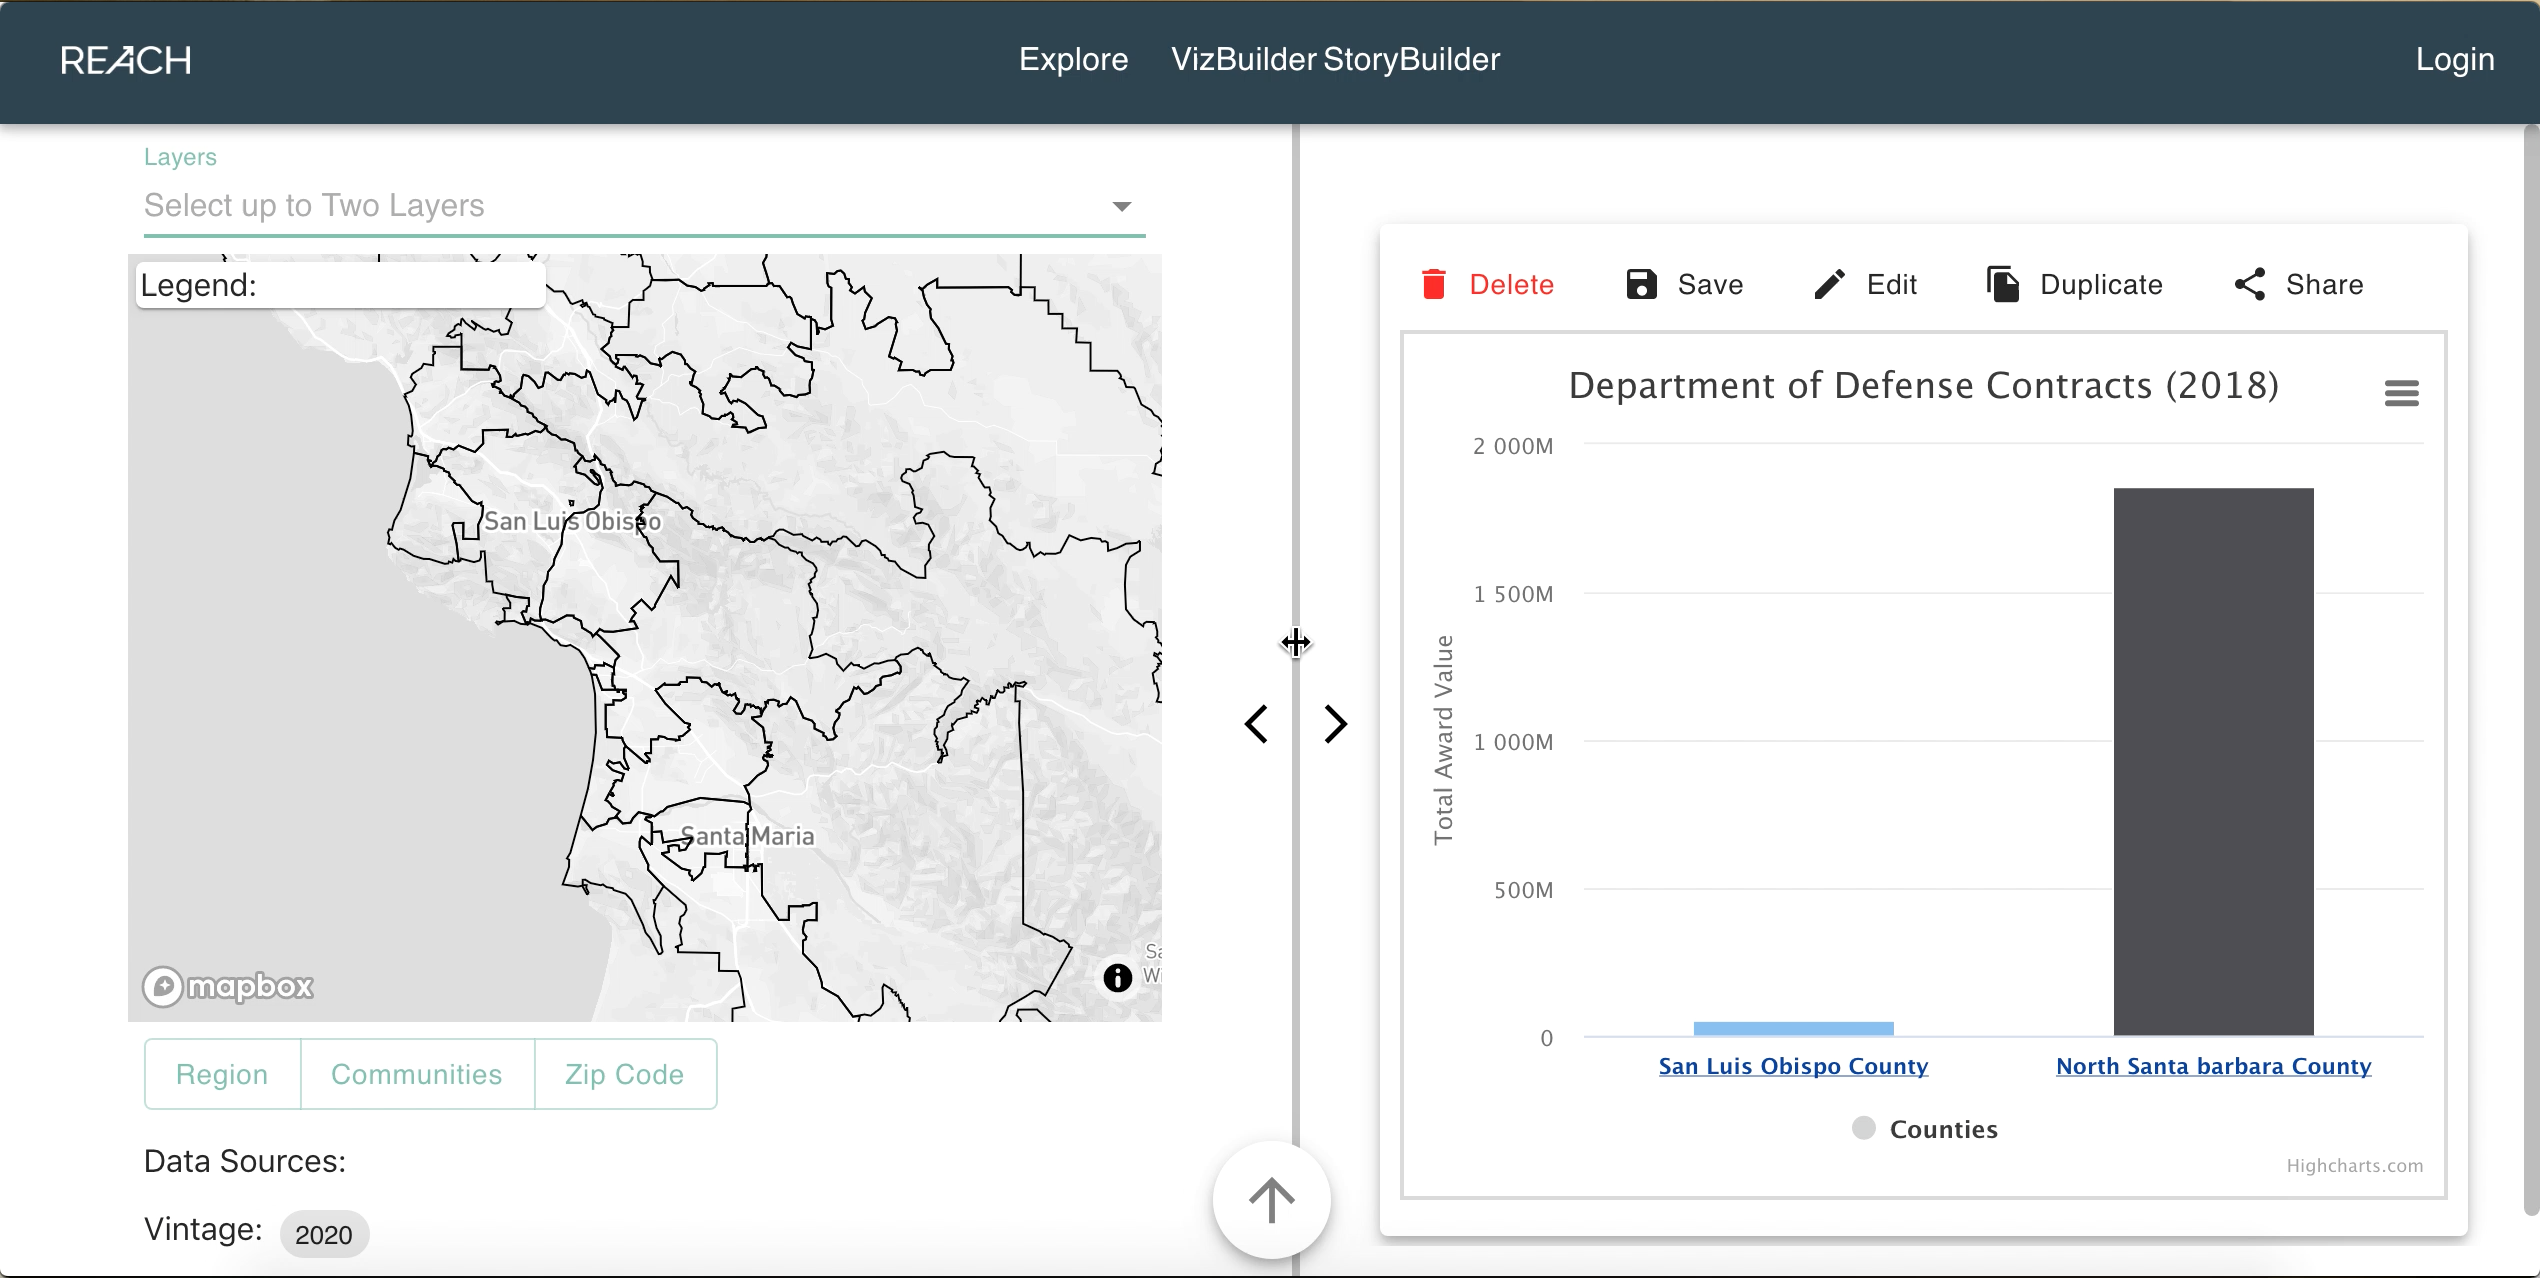 REACH
Explore VizBuilder StoryBuilder
Login
Layers
Select up to Two Layers
Legend:
San Luis Obispo
Santa Maria
Sa
Wi
mapbox
Region Communities Zip Code
Data Sources:
Vintage: 2020
Delete Save Edit Duplicate Share
Department of Defense Contracts (2018)
Total Award Value
2 000M
1 500M
1 000M
500M
0
San Luis Obispo County North Santa barbara County
Counties
Highcharts.com